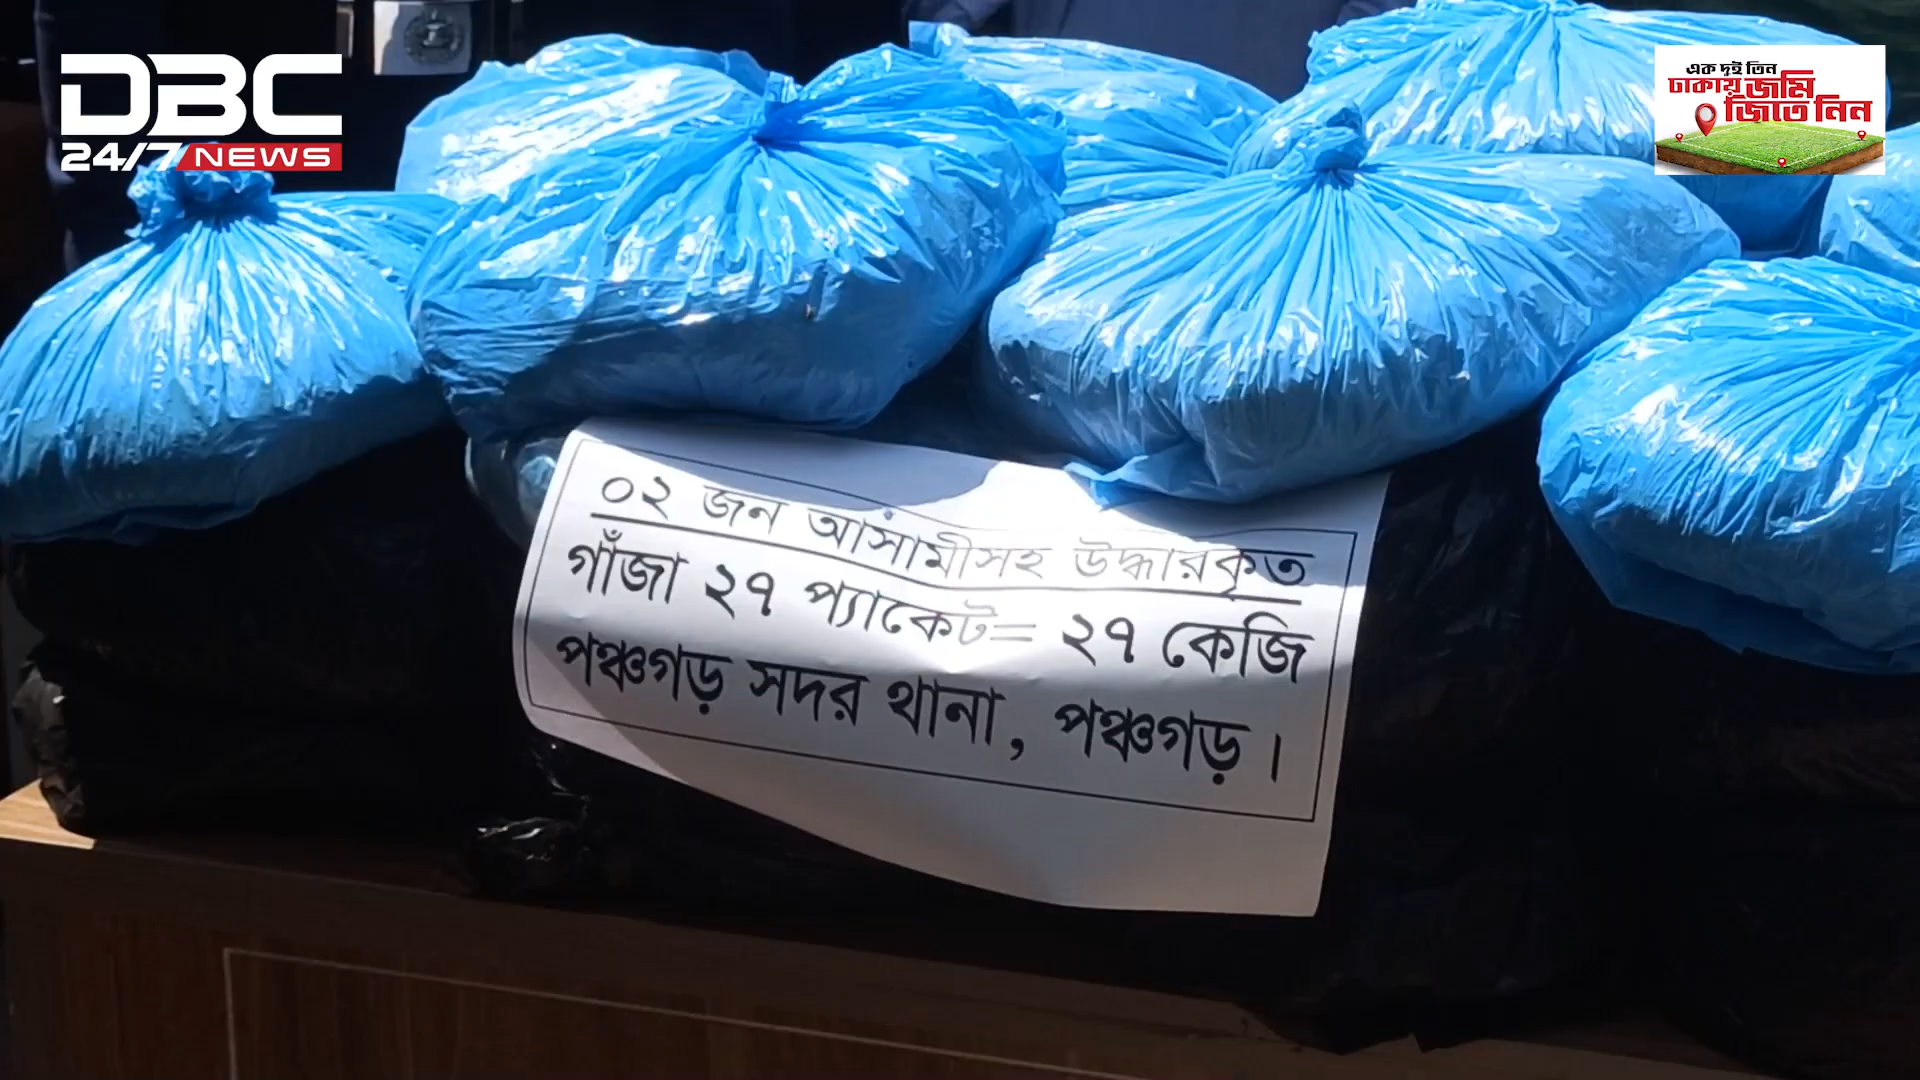 DBC
24/7 NEWS
এক দুই তিন
ঢাকায় জমি
জিতে নিন
০২ জন আসামীসহ উদ্ধারকৃত
গাঁজা ২৭ প্যাকেট= ২৭ কেজি
পঞ্চগড় সদর থানা, পঞ্চগড়।